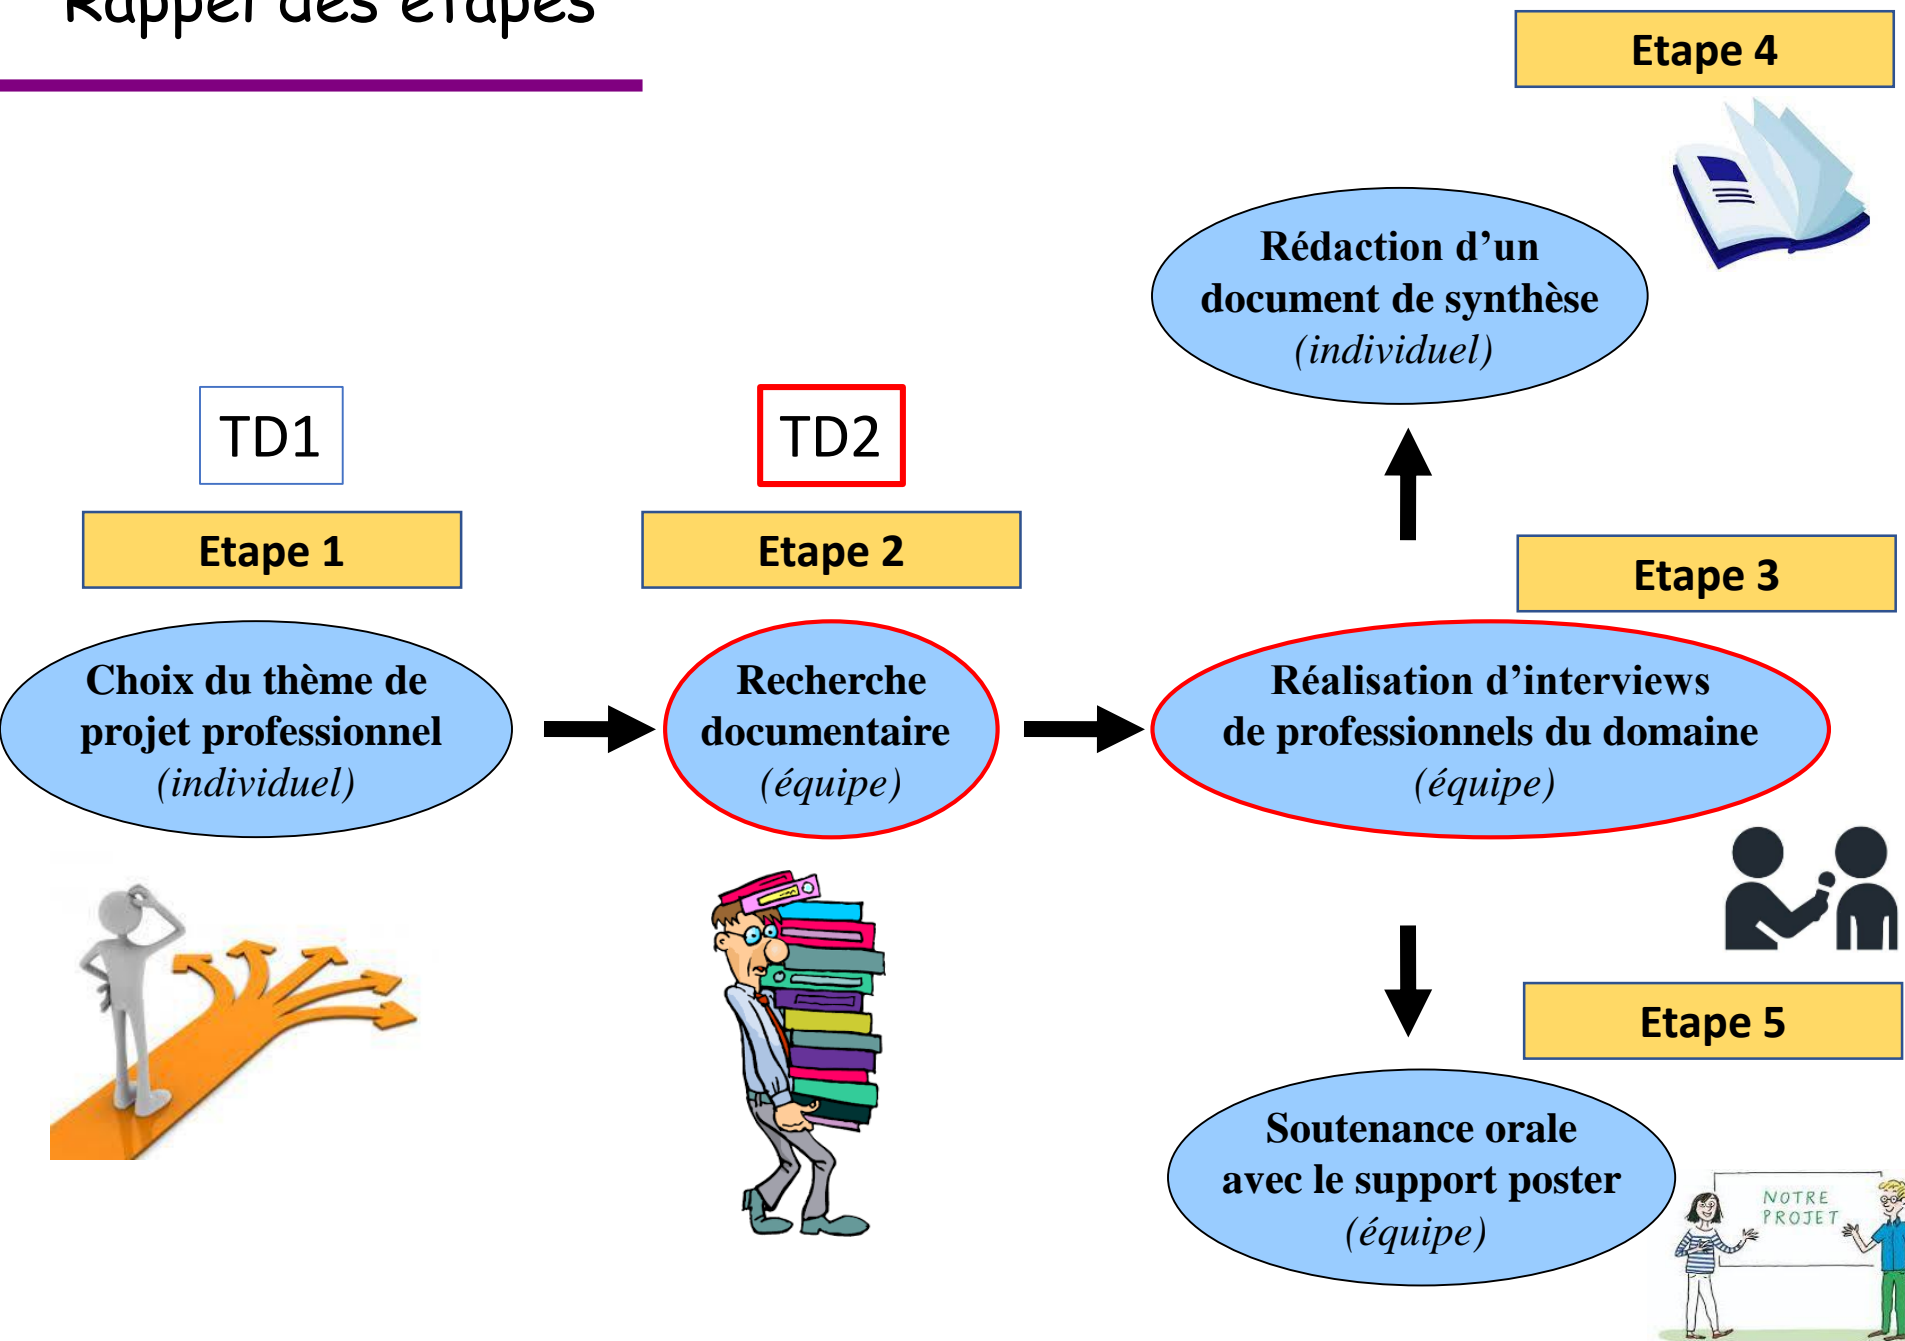 Rappel des étapes
Etape 4
Rédaction d’un
document de synthèse
(individuel)
TD1
TD2
Etape 1
Etape 2
Etape 3
Choix du thème de
projet professionnel
(individuel)
Recherche
documentaire
(équipe)
Réalisation d’interviews
de professionnels du domaine
(équipe)
Etape 5
Soutenance orale
avec le support poster
(équipe)
NOTRE
PROJET